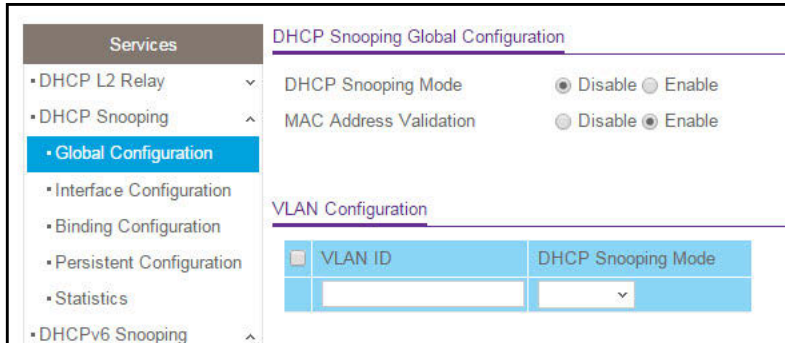 Services
DHCP L2 Relay
DHCP Snooping
Global Configuration
Interface Configuration
Binding Configuration
Persistent Configuration
Statistics
DHCPv6 Snooping
DHCP Snooping Global Configuration
DHCP Snooping Mode Disable Enable
MAC Address Validation Disable Enable
VLAN Configuration
VLAN ID DHCP Snooping Mode